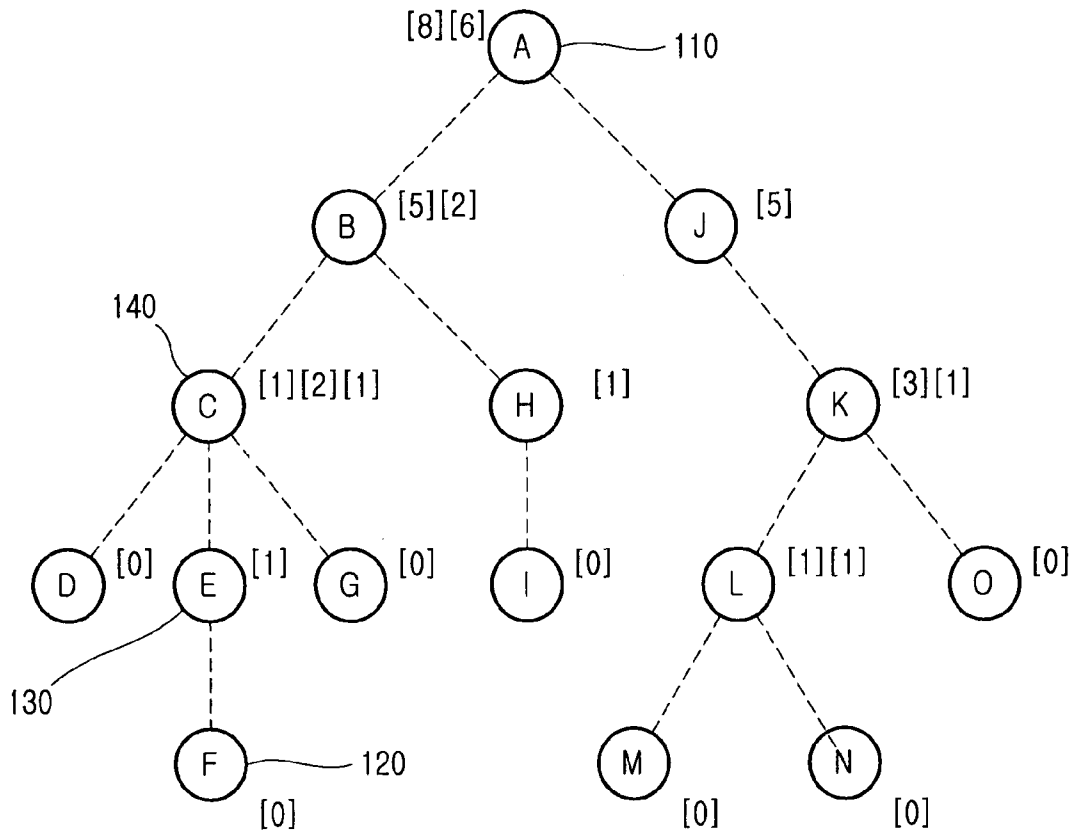 [8][6] A 110
B [5][2] J [5]
140
C [1][2][1] H [1] K [3][1]
D [0] E [1] G [0] I [0] L [1][1] O [0]
130
F 120 M N
[0] [0] [0]